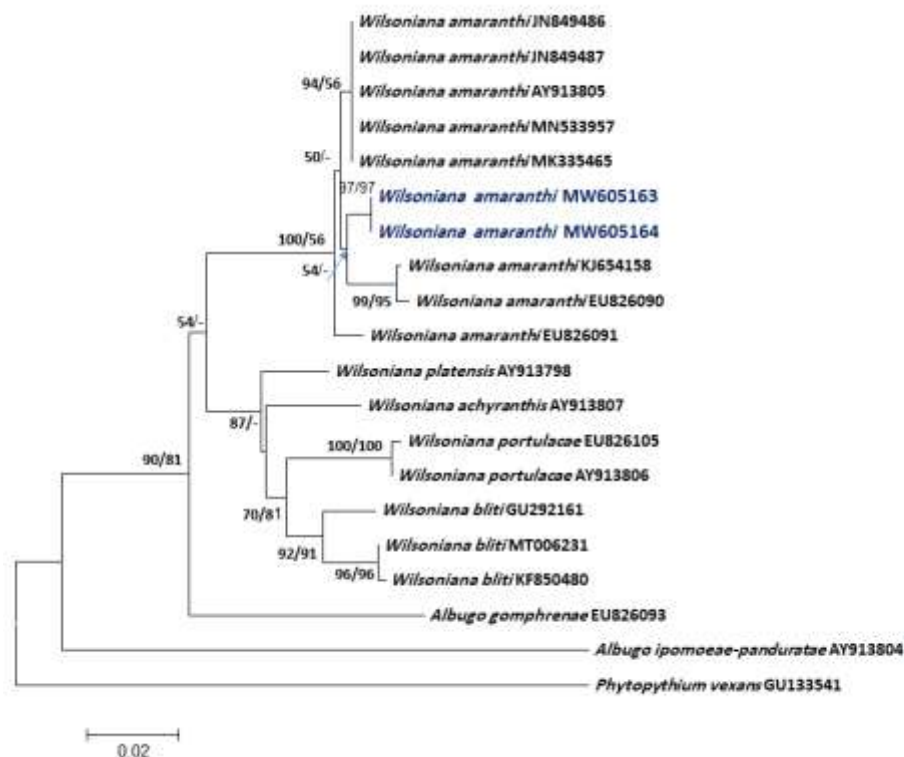 Wilsoniana amaranthi JN849486
Wilsoniana amaranthi JN849487
94/56
Wilsoniana amaranthi AY913805
Wilsoniana amaranthi MN533957
50/-
Wilsoniana amaranthi MK335465
97/97
Wilsoniana amaranthi MW605163
Wilsoniana amaranthi MW605164
100/56
54/-
Wilsoniana amaranthi KJ654158
99/95
Wilsoniana amaranthi EU826090
54/-
Wilsoniana amaranthi EU826091
Wilsoniana platensis AY913798
Wilsoniana achyranthis AY913807
87/-
100/100
Wilsoniana portulacae EU826105
90/81
Wilsoniana portulacae AY913806
70/81
Wilsoniana bliti GU292161
92/91
Wilsoniana bliti MT006231
96/96
Wilsoniana bliti KF850480
Albugo gomphrenae EU826093
Albugo ipomoeae-panduratae AY913804
Phytopythium vexans GU133541
0.02